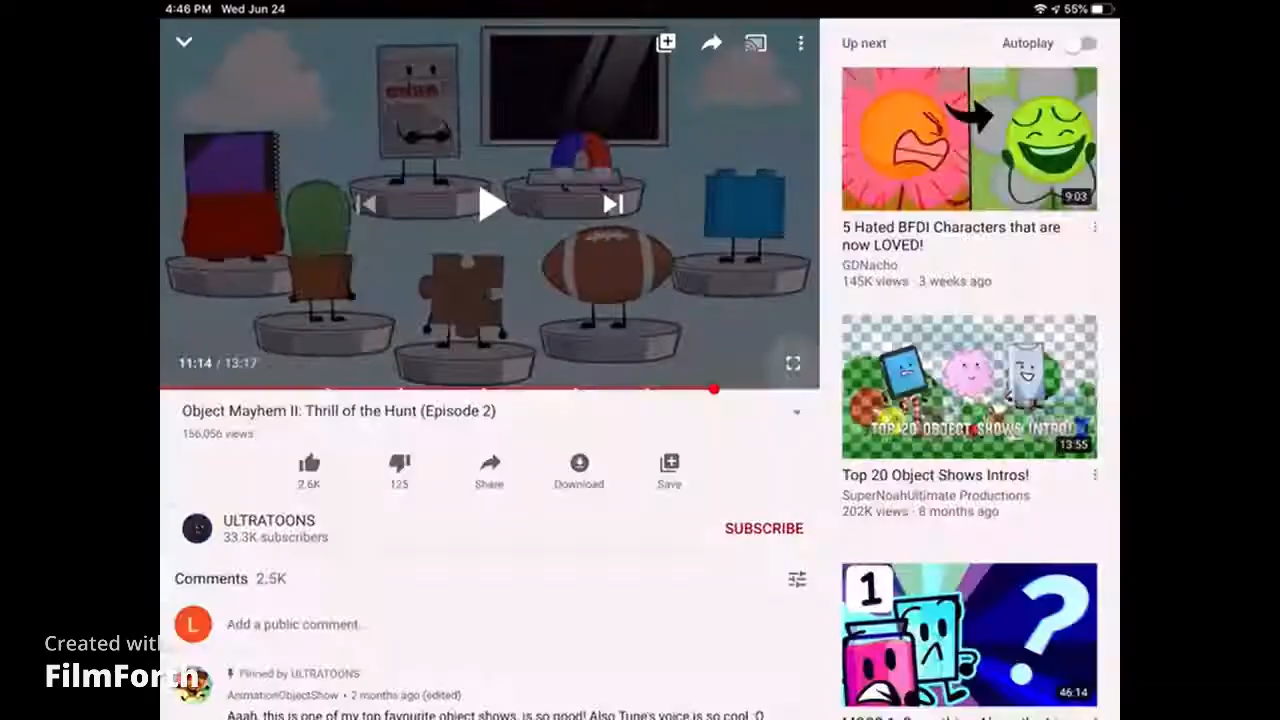 4:46 PM Wed Jun 24
55%
Up next
Autoplay
11:14 / 13:17
Object Mayhem II: Thrill of the Hunt (Episode 2)
156,056 views
2.6K
125
Share
Download
Save
ULTRATOONS
33.3K subscribers
SUBSCRIBE
Comments 2.5K
L
Add a public comment...
Pinned by ULTRATOONS
AnimationObjectShow • 2 months ago (edited)
Aaah, this is one of my top favourite object shows, is so good! Also Tune's voice is so cool :O
9:03
5 Hated BFDI Characters that are
now LOVED!
GDNacho
145K views · 3 weeks ago
TOP 20 OBJECT SHOWS INTRO!
13:55
Top 20 Object Shows Intros!
SuperNoahUltimate Productions
202K views · 8 months ago
1
?
46:14
Created with
FilmForth